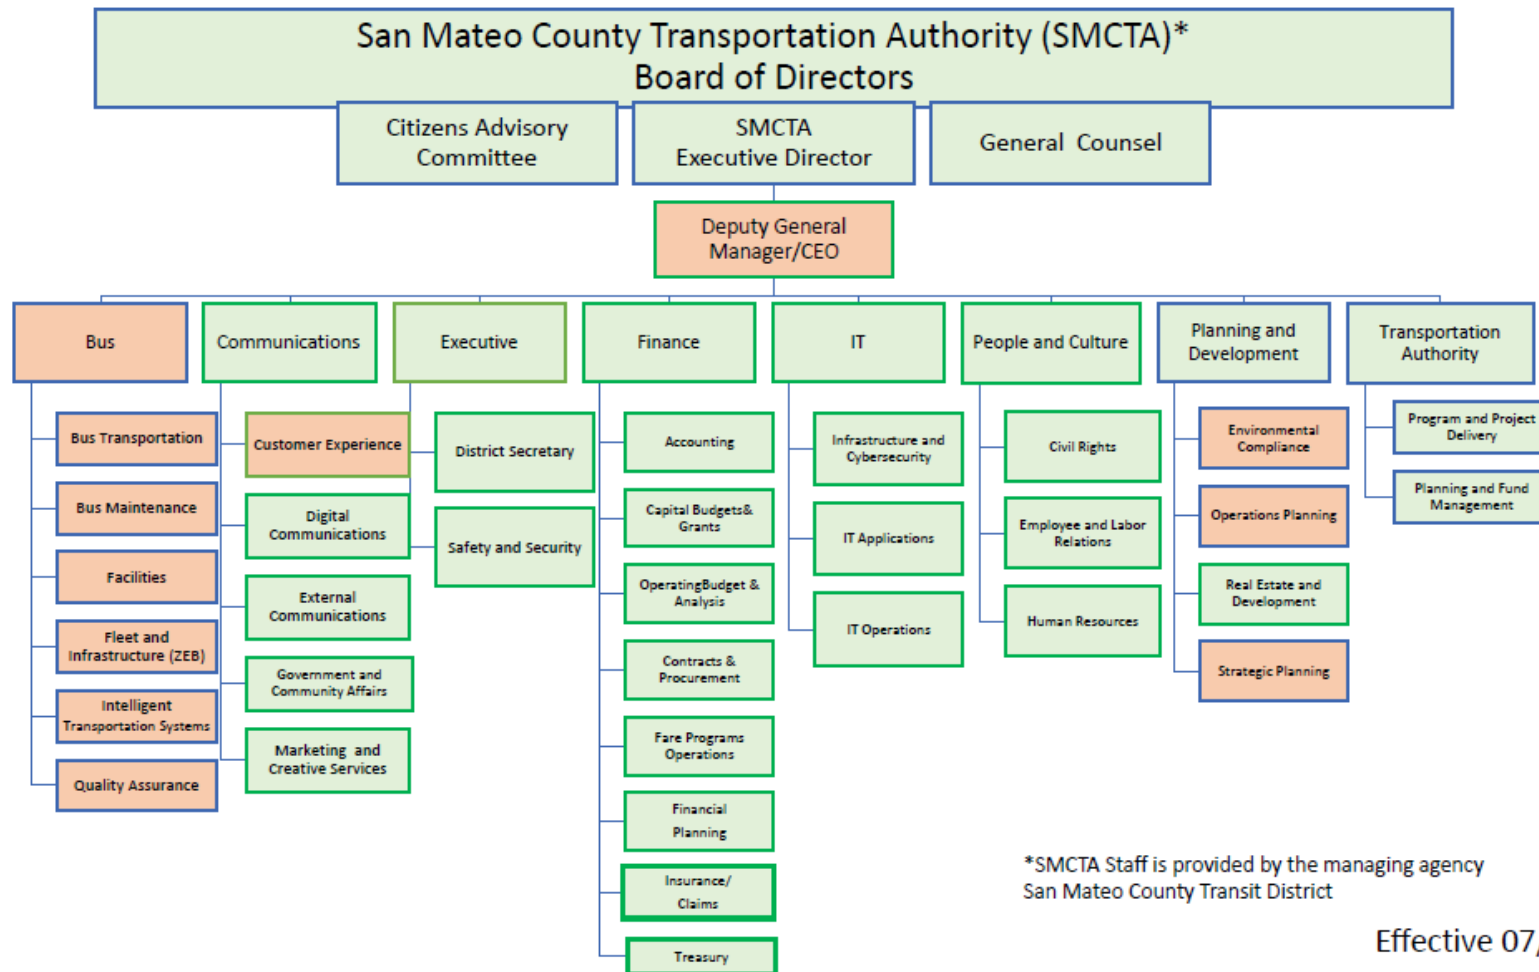 San Mateo County Transportation Authority (SMCTA)*
Board of Directors
Citizens Advisory
Committee
SMCTA
Executive Director
General Counsel
Deputy General
Manager/CEO
Bus
Communications
Executive
Finance
IT
People and Culture
Planning and
Development
Transportation
Authority
Bus Transportation
Bus Maintenance
Facilities
Fleet and
Infrastructure (ZEB)
Intelligent
Transportation Systems
Quality Assurance
Customer Experience
Digital
Communications
External
Communications
Government and
Community Affairs
Marketing and
Creative Services
District Secretary
Safety and Security
Accounting
Capital Budgets&
Grants
OperatingBudget &
Analysis
Contracts &
Procurement
Fare Programs
Operations
Financial
Planning
Insurance/
Claims
Treasury
Infrastructure and
Cybersecurity
IT Applications
IT Operations
Civil Rights
Employee and Labor
Relations
Human Resources
Environmental
Compliance
Operations Planning
Real Estate and
Development
Strategic Planning
Program and Project
Delivery
Planning and Fund
Management
*SMCTA Staff is provided by the managing agency
San Mateo County Transit District
Effective 07/